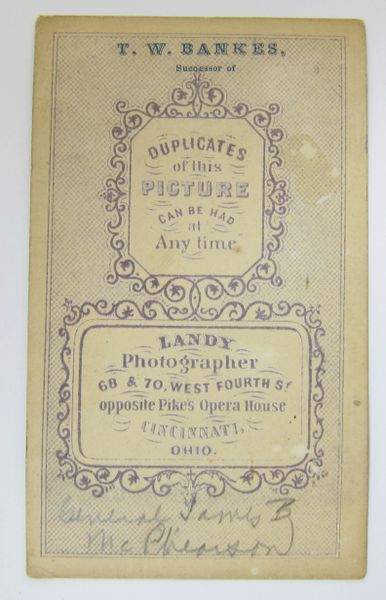 T. W. BANKES,
Successor of
DUPLICATES
of this
PICTURE
CAN BE HAD
at
Any time
LANDY
Photographer
68 & 70, WEST FOURTH St
opposite Pike's Opera House
CINCINNATI,
OHIO.
General James B
McPhearson